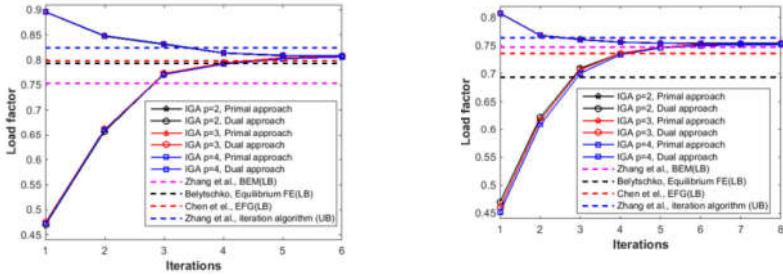 0.9
0.85
0.8
0.75
0.7
0.65
0.6
0.55
0.5
0.45
Load factor
IGA p=2, Primal approach
IGA p=2, Dual approach
IGA p=3, Primal approach
IGA p=3, Dual approach
IGA p=4, Primal approach
IGA p=4, Dual approach
Zhang et al., BEM(LB)
Belytschko, Equilibrium FE(LB)
Chen et el., EFG(LB)
Zhang et al., iteration algorithm (UB)
1 2 3 4 5 6
Iterations
0.8
0.75
0.7
0.65
0.6
0.55
0.5
0.45
Load factor
IGA p=2, Primal approach
IGA p=2, Dual approach
IGA p=3, Primal approach
IGA p=3, Dual approach
IGA p=4, Primal approach
IGA p=4, Dual approach
Zhang et al., BEM(LB)
Belytschko, Equilibrium FE(LB)
Chen et el., EFG(LB)
Zhang et al., iteration algorithm (UB)
1 2 3 4 5 6 7 8
Iterations